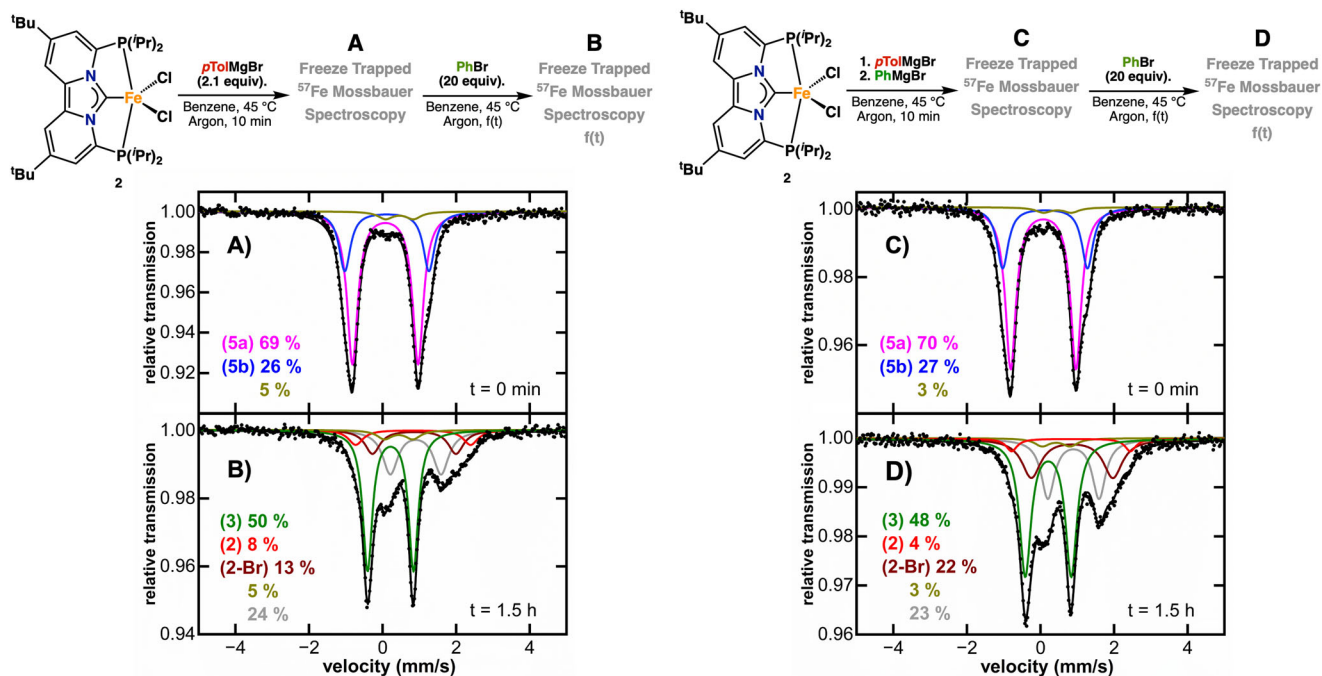 A
B
ᵗBu
P(ⁱPr)₂
N
Fe
Cl
Cl
N
P(ⁱPr)₂
ᵗBu
2
pTolMgBr
(2.1 equiv).
Benzene, 45 °C
Argon, 10 min
Freeze Trapped
⁵⁷Fe Mossbauer
Spectroscopy
PhBr
(20 equiv).
Benzene, 45 °C
Argon, f(t)
Freeze Trapped
⁵⁷Fe Mossbauer
Spectroscopy
f(t)
C
D
ᵗBu
P(ⁱPr)₂
N
Fe
Cl
Cl
N
P(ⁱPr)₂
ᵗBu
2
1. pTolMgBr
2. PhMgBr
Benzene, 45 °C
Argon, 10 min
Freeze Trapped
⁵⁷Fe Mossbauer
Spectroscopy
PhBr
(20 equiv).
Benzene, 45 °C
Argon, f(t)
Freeze Trapped
⁵⁷Fe Mossbauer
Spectroscopy
f(t)
relative transmission
1.00
0.98
0.96
0.94
0.92
A)
(5a) 69 %
(5b) 26 %
5 %
t = 0 min
relative transmission
1.00
0.98
0.96
0.94
B)
(3) 50 %
(2) 8 %
(2-Br) 13 %
5 %
24 %
t = 1.5 h
−4 −2 0 2 4
velocity (mm/s)
relative transmission
1.00
0.98
0.96
C)
(5a) 70 %
(5b) 27 %
3 %
t = 0 min
relative transmission
1.00
0.99
0.98
0.97
0.96
D)
(3) 48 %
(2) 4 %
(2-Br) 22 %
3 %
23 %
t = 1.5 h
−4 −2 0 2 4
velocity (mm/s)